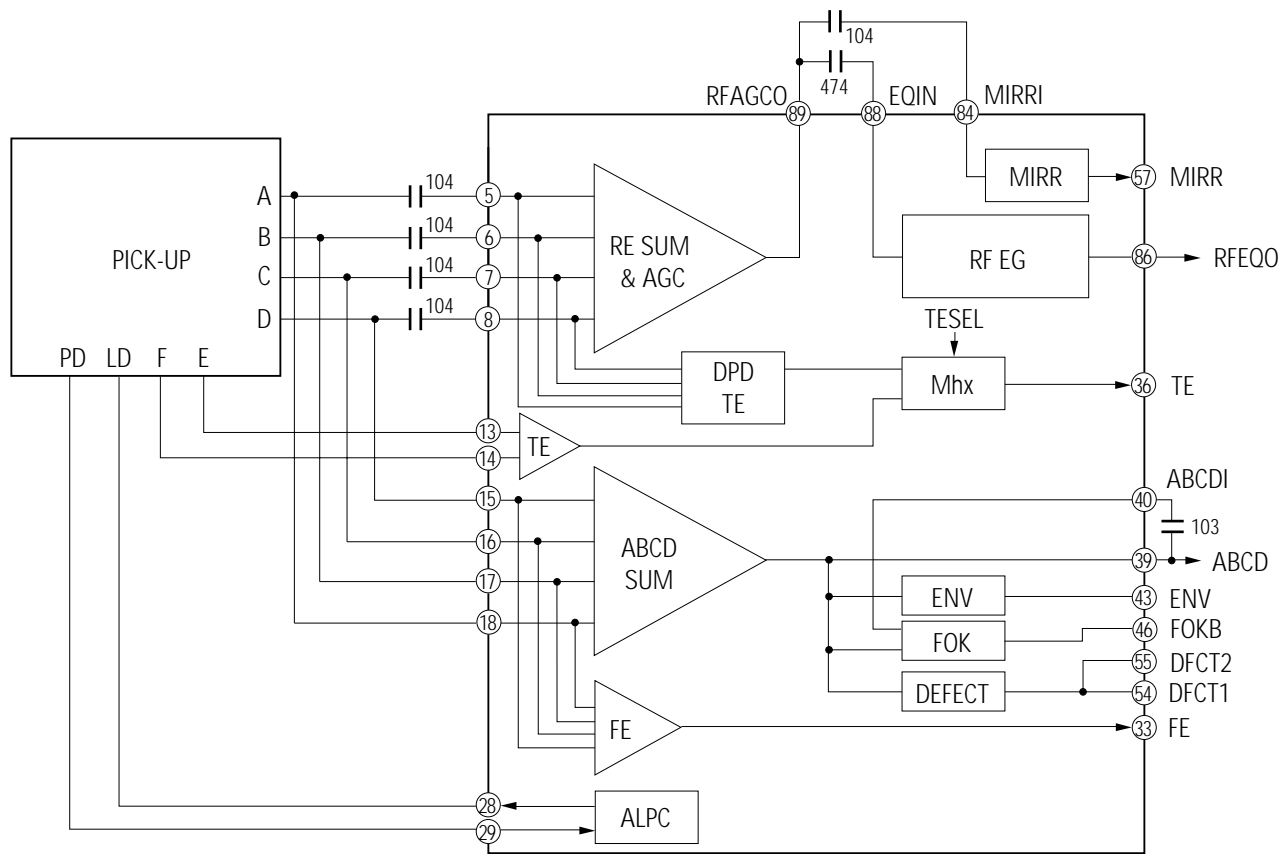 104
474
RFAGCO
EQIN
MIRRI
89
88
84
PICK-UP
A
B
C
D
PD
LD
F
E
104
104
104
104
5
6
7
8
RE SUM
& AGC
MIRR
57
MIRR
RF EG
86
RFEQO
TESEL
DPD
TE
Mhx
36
TE
13
14
TE
15
16
17
18
ABCD
SUM
ABCDI
40
103
39
ABCD
ENV
43
ENV
FOK
46
FOKB
55
DFCT2
DEFECT
54
DFCT1
FE
33
FE
28
29
ALPC